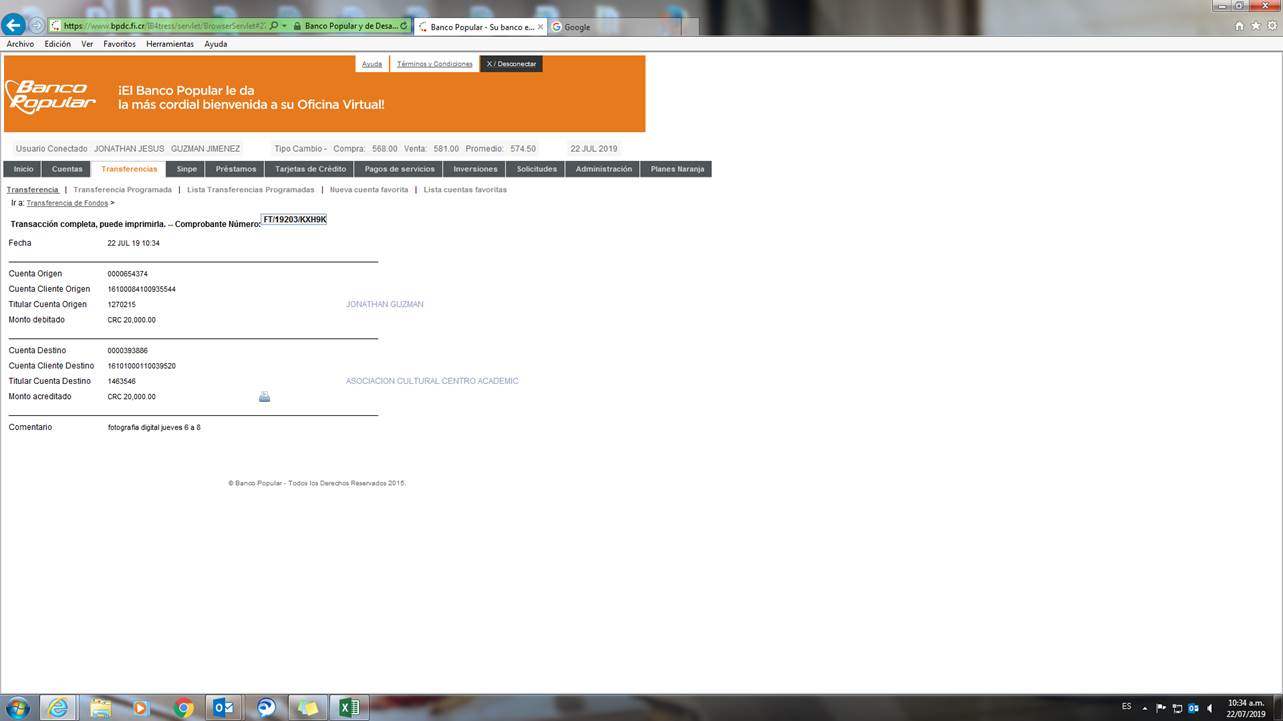 https://www.bpdc.fi.cr/IB4tress/servlet/BrowserServlet#27
Banco Popular y de Desa...
Banco Popular - Su banco e...
Google
Archivo Edición Ver Favoritos Herramientas Ayuda
Ayuda Términos y Condiciones X / Desconectar
Banco Popular
¡El Banco Popular le da
la más cordial bienvenida a su Oficina Virtual!
Usuario Conectado JONATHAN JESUS GUZMAN JIMENEZ Tipo Cambio - Compra: 568.00 Venta: 581.00 Promedio: 574.50 22 JUL 2019
Inicio Cuentas Transferencias Sinpe Préstamos Tarjetas de Crédito Pagos de servicios Inversiones Solicitudes Administración Planes Naranja
Transferencia | Transferencia Programada | Lista Transferencias Programadas | Nueva cuenta favorita | Lista cuentas favoritas
Ir a: Transferencia de Fondos >
Transacción completa, puede imprimirla. -- Comprobante Número: FT/19203/KXH9K
Fecha 22 JUL 19 10:34
Cuenta Origen 0000654374
Cuenta Cliente Origen 16100084100935544
Titular Cuenta Origen 1270215 JONATHAN GUZMAN
Monto debitado CRC 20,000.00
Cuenta Destino 0000393886
Cuenta Cliente Destino 16101000110039520
Titular Cuenta Destino 1463546 ASOCIACION CULTURAL CENTRO ACADEMIC
Monto acreditado CRC 20,000.00
Comentario fotografia digital jueves 6 a 8
© Banco Popular - Todos los Derechos Reservados 2015.
ES
10:34 a.m.
22/07/2019